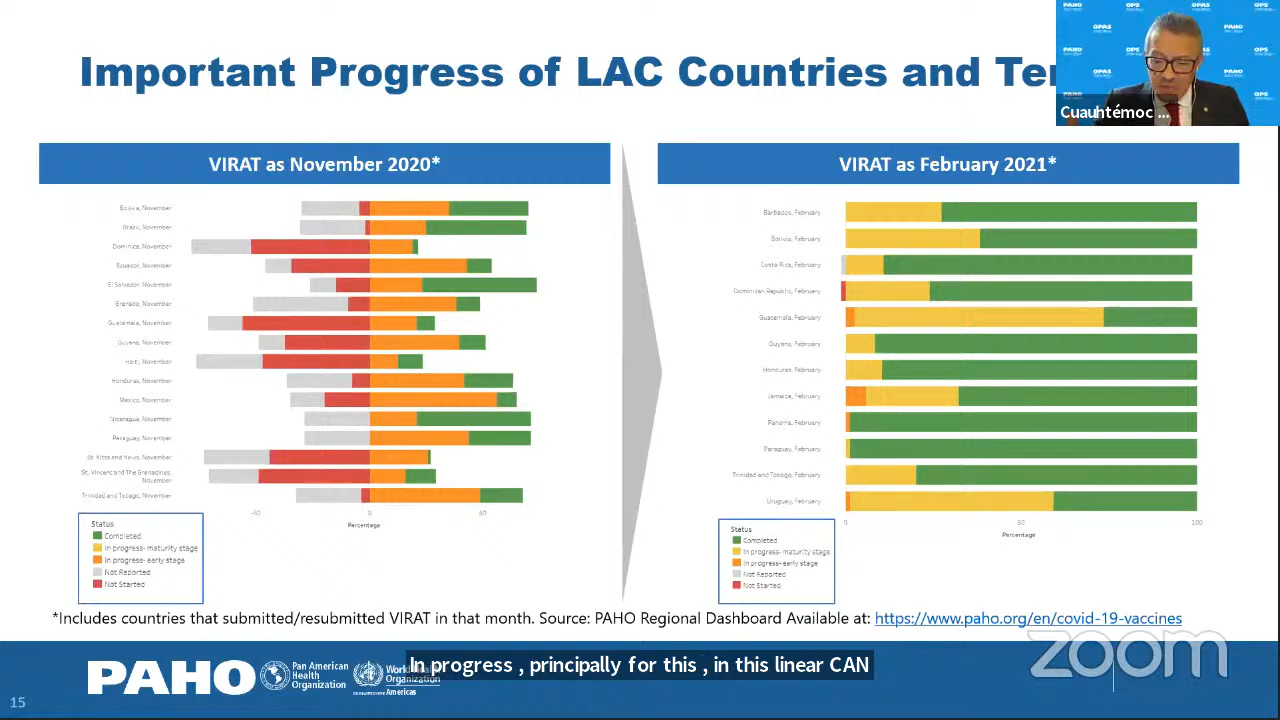 Important Progress of LAC Countries and Te
Cuauhtémoc ...
VIRAT as November 2020*
VIRAT as February 2021*
Bolivia, November
Brazil, November
Dominica, November
Ecuador, November
El Salvador, November
Grenada, November
Guatemala, November
Guyana, November
Haiti, November
Honduras, November
Mexico, November
Nicaragua, November
Paraguay, November
St. Kitts and Nevis, November
St. Vincent and The Grenadines,
November
Trinidad and Tobago, November
-50 0 50
Percentage
Status
Completed
In progress- maturity stage
In progress- early stage
Not Reported
Not Started
Barbados, February
Bolivia, February
Costa Rica, February
Dominican Republic, February
Guatemala, February
Guyana, February
Honduras, February
Jamaica, February
Panama, February
Paraguay, February
Trinidad and Tobago, February
Uruguay, February
0 50 100
Percentage
Status
Completed
In progress- maturity stage
In progress- early stage
Not Reported
Not Started
*Includes countries that submitted/resubmitted VIRAT in that month. Source: PAHO Regional Dashboard Available at: https://www.paho.org/en/covid-19-vaccines
zoom
In progress , principally for this , in this linear CAN
PAHO
Pan American
Health
Organization
World Health
Organization
Americas
15